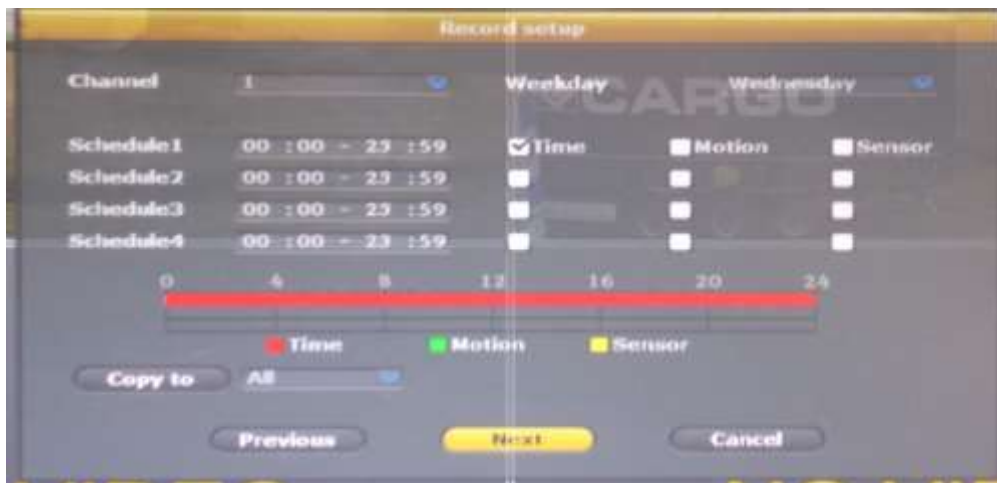 Record setup
Channel 1 Weekday Wednesday
CARGO
Schedule1 00 :00 - 23 :59 Time Motion Sensor
Schedule2 00 :00 - 23 :59
Schedule3 00 :00 - 23 :59
Schedule4 00 :00 - 23 :59
0 4 8 12 16 20 24
Time Motion Sensor
Copy to All
Previous Next Cancel